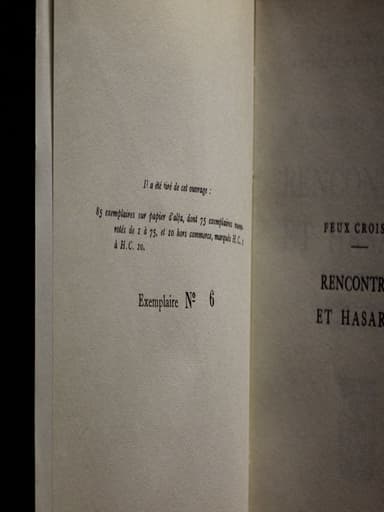 Il a été tiré de cet ouvrage :
85 exemplaires sur papier d'alfa, dont 75 exemplaires numé-
rotés de 1 à 75, et 10 hors commerce, marqués H.C. 1
à H.C. 10.
Exemplaire Nº 6
FEUX CROIS
RENCONTR
ET HASAR